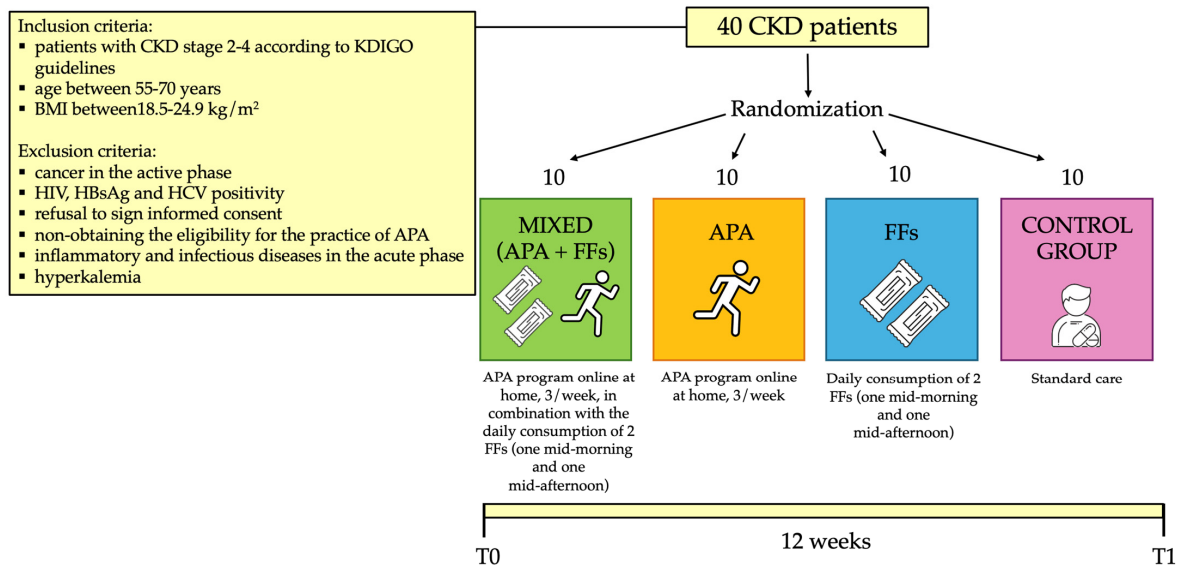 Inclusion criteria:
▪ patients with CKD stage 2-4 according to KDIGO
guidelines
▪ age between 55-70 years
▪ BMI between18.5-24.9 kg/m²
Exclusion criteria:
▪ cancer in the active phase
▪ HIV, HBsAg and HCV positivity
▪ refusal to sign informed consent
▪ non-obtaining the eligibility for the practice of APA
▪ inflammatory and infectious diseases in the acute phase
▪ hyperkalemia
40 CKD patients
Randomization
10
10
10
10
MIXED
(APA + FFs)
APA
FFs
CONTROL
GROUP
APA program online at
home, 3/week, in
combination with the
daily consumption of 2
FFs (one mid-morning
and one
mid-afternoon)
APA program online
at home, 3/week
Daily consumption of 2
FFs (one mid-morning
and one
mid-afternoon)
Standard care
T0
12 weeks
T1